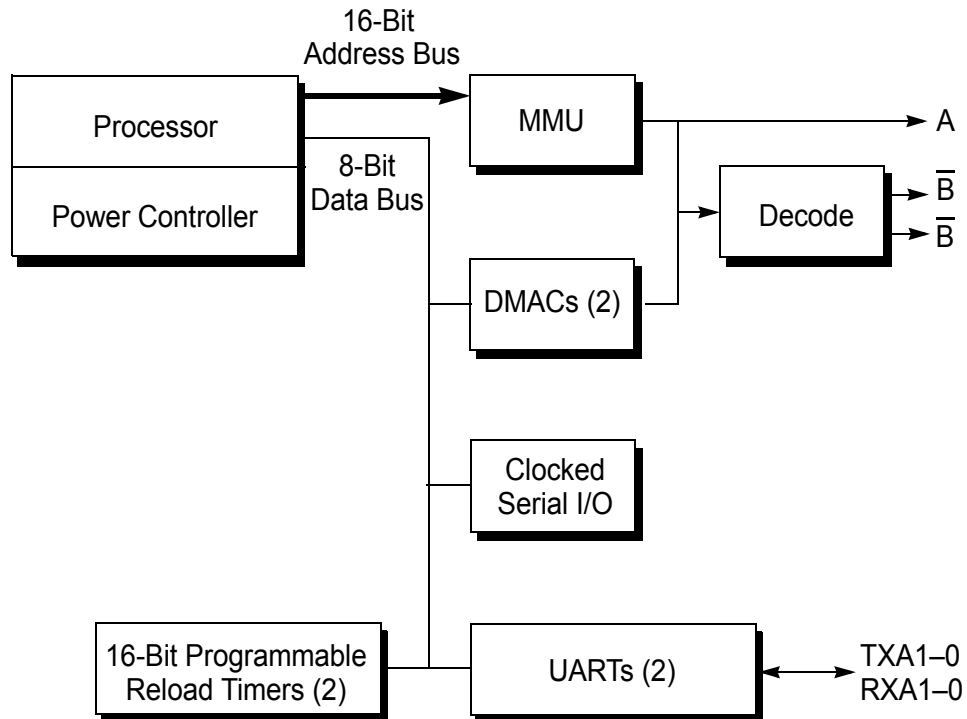 16-Bit
Address Bus
Processor
MMU
A
8-Bit
Data Bus
Power Controller
Decode
B̅
B̅
DMACs (2)
Clocked
Serial I/O
16-Bit Programmable
Reload Timers (2)
UARTs (2)
TXA1–0
RXA1–0